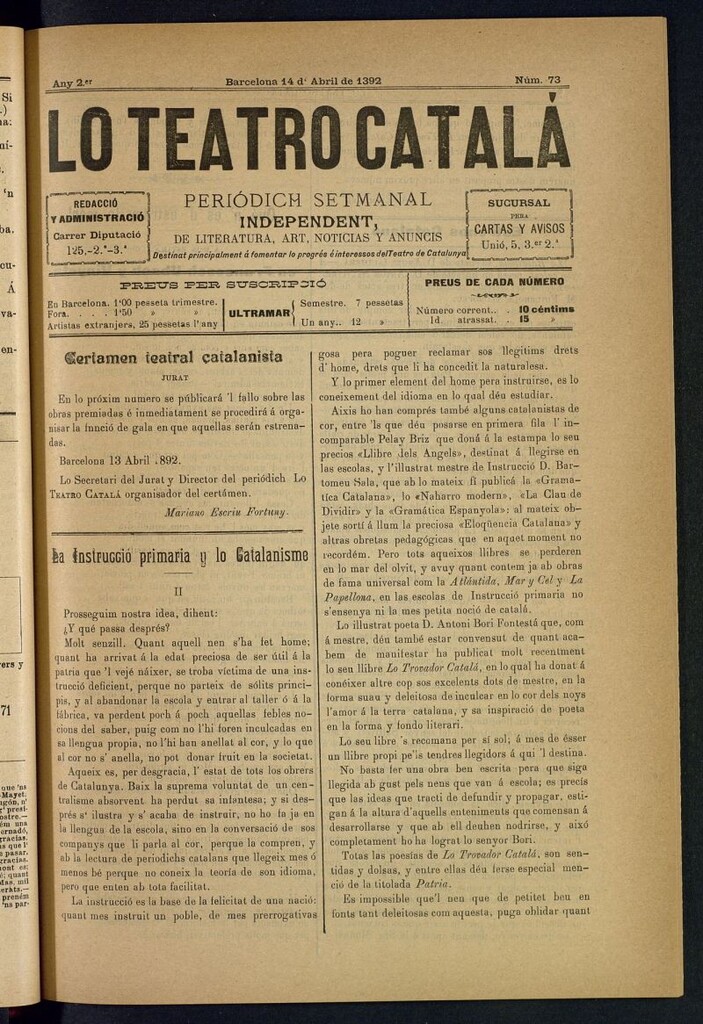 Any 2.er
Barcelona 14 d' Abril de 1392
Núm. 73
LO TEATRO CATALÁ
REDACCIÓ
Y ADMINISTRACIÓ
Carrer Diputació
125,-2.º-3.ª
PERIÓDICH SETMANAL
INDEPENDENT,
DE LITERATURA, ART, NOTICIAS Y ANUNCIS
Destinat principalment á fomentar lo progrés é interessos del Teatro de Catalunya
SUCURSAL
PERA
CARTAS Y AVISOS
Unió, 5, 3.er 2.ª
PREUS PER SUSCRIPCIÓ
En Barcelona. 1'00 pesseta trimestre.
Fora. . . . 1'50 » »
Artistas extranjers, 25 pessetas l'any
ULTRAMAR
Semestre. 7 pessetas
Un any.. 12 »
PREUS DE CADA NÚMERO
Número corrent.. . 10 céntims
Id. atrassat. . 15 »
Certamen teatral catalanista
JURAT
En lo próxim numero se públicará 'l fallo sobre las
obras premiadas é inmediatament se procedirá á orga-
nisar la funció de gala en que aquellas serán estrena-
das.
Barcelona 13 Abril .892.
Lo Secretari del Jurat y Director del periódich Lo
TEATRO CATALÁ organisador del certámen.
Mariano Escriu Fortuny.
La Instrucció primaria y lo Catalanisme
II
Prosseguim nostra idea, dihent:
¿Y qué passa després?
Molt senzill. Quant aquell nen s'ha fet home;
quant ha arrivat á la edat preciosa de ser útil á la
patria que 'l vejé náixer, se troba víctima de una ins-
trucció deficient, perque no parteix de sólits princi-
pis, y al abandonar la escola y entrar al taller ó á la
fábrica, va perdent poch á poch aquellas febles no-
cions del saber, puig com no l'hi foren inculcadas en
sa llengua propia, no l'hi han anellat al cor, y lo que
al cor no s' anella, no pot donar fruit en la societat.
Aqueix es, per desgracia, l' estat de tots los obrers
de Catalunya. Baix la suprema voluntat de un cen-
tralisme absorvent ha perdut sa infantesa; y si des-
prés s' ilustra y s' acaba de instruir, no ho fa ja en
la llengua de la escola, sino en la conversació de sos
companys que li parla al cor, perque la compren, y
ab la lectura de periodichs catalans que llegeix mes ó
menos bé perque no coneix la teoría de son idioma,
pero que enten ab tota facilitat.
La instrucció es la base de la felicitat de una nació;
quant mes instruit un poble, de mes prerrogativas
gosa pera poguer reclamar sos llegítims drets
d' home, drets que li ha concedit la naturalesa.
Y lo primer element del home pera instruirse, es lo
coneixement del idioma en lo qual déu estudiar.
Aixis ho han comprés també alguns catalanistas de
cor, entre 'ls que déu posarse en primera fila l' in-
comparable Pelay Briz que doná á la estampa lo seu
precios «Llibre dels Angels», destinat á llegirse en
las escolas, y l'illustrat mestre de Instrucció D. Bar-
tomeu Sala, que ab lo mateix fi publicá la «Grama-
tica Catalana», lo «Naharro modern», «La Clau de
Dividir» y la «Gramática Espanyola»: al mateix ob-
jete sortí á llum la preciosa «Eloqüencia Catalana» y
altras obretas pedagógicas que en aquet moment no
recordém. Pero tots aqueixos llibres se perderen
en lo mar del olvit, y avuy quant contem ja ab obras
de fama universal com la Atlántida, Mar y Cel y La
Papellona, en las escolas de Instrucció primaria no
s'ensenya ni la mes petita noció de catalá.
Lo illustrat poeta D. Antoni Bori Fontestá que, com
á mestre, déu també estar convensut de quant acabem
de manifestar ha publicat molt recentment
lo seu llibre Lo Trovador Catalá, en lo qual ha donat á
conéixer altre cop sos excelents dots de mestre, en la
forma suau y deleitosa de inculcar en lo cor dels noys
l'amor á la terra catalana, y sa inspiració de poeta
en la forma y fondo literari.
Lo seu libre 's recomana per sí sol; á mes de ésser
un llibre propi pe'ls tendres llegidors á qui 'l destina.
No basta fer una obra ben escrita pera que siga
llegida ab gust pels nens que van á escola; es precís
que las ideas que tracti de defundir y propagar, esti-
gan á la altura d'aquells enteniments que comensan á
desarrollarse y que ab ell deuhen nodrirse, y aixó
completament ho ha lograt lo senyor Bori.
Totas las poesías de Lo Trovador Catalá, son sen-
tidas y dolsas, y entre ellas déu ferse especial men-
ció de la titolada Patria.
Es impossible que'l neu que de petitet beu en
fonts tant deleitosas com aquesta, puga oblidar quant